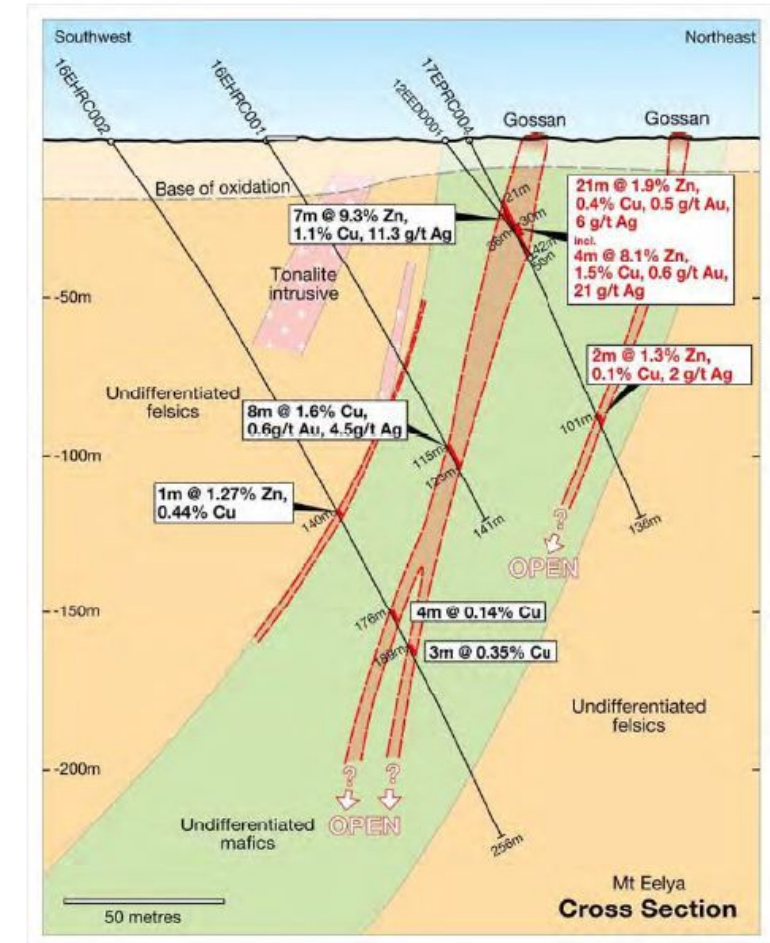 Southwest
Northeast
16EHRC002
16EHRC001
12EEDD001
17EPRC004
Gossan
Gossan
Base of oxidation
7m @ 9.3% Zn,
1.1% Cu, 11.3 g/t Ag
21m
30m
36m
42m
50m
21m @ 1.9% Zn,
0.4% Cu, 0.5 g/t Au,
6 g/t Ag
incl.
4m @ 8.1% Zn,
1.5% Cu, 0.6 g/t Au,
21 g/t Ag
Tonalite
intrusive
-50m
2m @ 1.3% Zn,
0.1% Cu, 2 g/t Ag
Undifferentiated
felsics
8m @ 1.6% Cu,
0.6g/t Au, 4.5g/t Ag
101m
115m
123m
-100m
1m @ 1.27% Zn,
0.44% Cu
140m
141m
136m
?
OPEN
-150m
176m
4m @ 0.14% Cu
189m
3m @ 0.35% Cu
Undifferentiated
felsics
-200m
?
?
OPEN
Undifferentiated
mafics
256m
50 metres
Mt Eelya
Cross Section